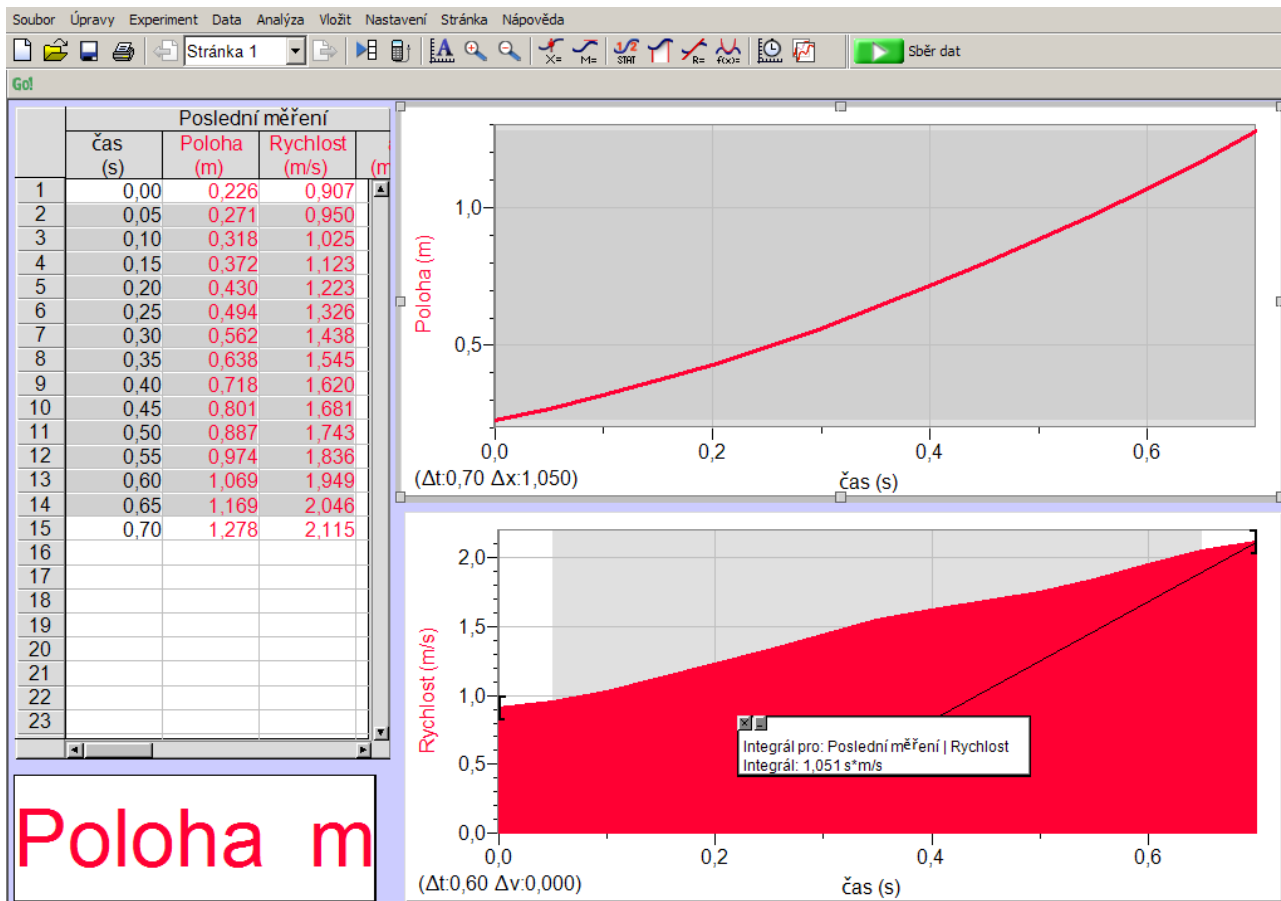 Soubor Úpravy Experiment Data Analýza Vložit Nastavení Stránka Nápověda
Stránka 1 X= M= 1/2 STAT R= f(x)= Sběr dat
Go!
Poslední měření
čas Poloha Rychlost
(s) (m) (m/s) (m
1 0,00 0,226 0,907
2 0,05 0,271 0,950
3 0,10 0,318 1,025
4 0,15 0,372 1,123
5 0,20 0,430 1,223
6 0,25 0,494 1,326
7 0,30 0,562 1,438
8 0,35 0,638 1,545
9 0,40 0,718 1,620
10 0,45 0,801 1,681
11 0,50 0,887 1,743
12 0,55 0,974 1,836
13 0,60 1,069 1,949
14 0,65 1,169 2,046
15 0,70 1,278 2,115
16
17
18
19
20
21
22
23
Poloha m
Poloha (m)
1,0
0,5
0,0 0,2 0,4 0,6
(Δt:0,70 Δx:1,050) čas (s)
Rychlost (m/s)
2,0
1,5
1,0
0,5
0,0
Integrál pro: Poslední měření | Rychlost
Integrál: 1,051 s*m/s
0,0 0,2 0,4 0,6
(Δt:0,60 Δv:0,000) čas (s)